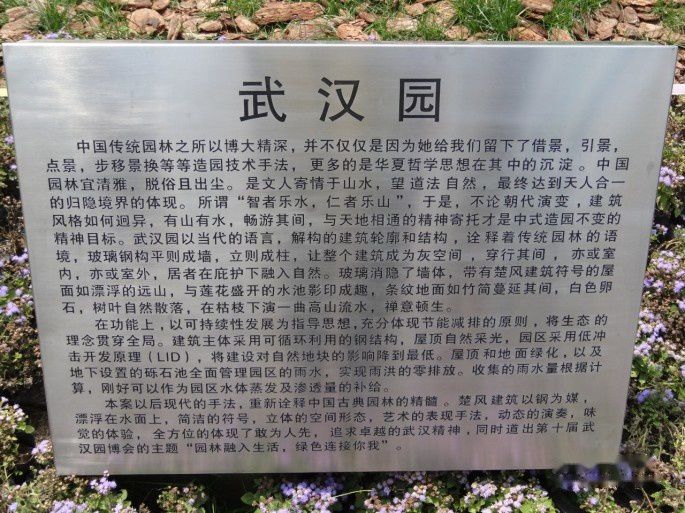 武汉园
中国传统园林之所以博大精深，并不仅仅是因为她给我们留下了借景，引景，
点景，步移景换等等造园技术手法，更多的是华夏哲学思想在其中的沉淀。中国
园林宜清雅，脱俗且出尘。是文人寄情于山水，望道法自然，最终达到天人合一
的归隐境界的体现。所谓“智者乐水，仁者乐山”，于是，不论朝代演变，建筑
风格如何迥异，有山有水，畅游其间，与天地相通的精神寄托才是中式造园不变的
精神目标。武汉园以当代的语言，解构的建筑轮廓和结构，诠释着传统园林的语
境，玻璃钢构平则成墙，立则成柱，让整个建筑成为灰空间，穿行其间，亦或室
内，亦或室外，居者在庇护下融入自然。玻璃消隐了墙体，带有楚风建筑符号的屋
面如漂浮的远山，与莲花盛开的水池影印成趣，条纹地面如竹简蔓延其间，白色卵
石，树叶自然散落，在枯枝下演一曲高山流水，禅意顿生。
在功能上，以可持续性发展为指导思想，充分体现节能减排的原则，将生态的
理念贯穿全局。建筑主体采用可循环利用的钢结构，屋顶自然采光，园区采用低冲
击开发原理（LID），将建设对自然地块的影响降到最低。屋顶和地面绿化，以及
地下设置的砾石池全面管理园区的雨水，实现雨洪的零排放。收集的雨水量根据计
算，刚好可以作为园区水体蒸发及渗透量的补给。
本案以后现代的手法，重新诠释中国古典园林的精髓。楚风建筑以钢为媒，
漂浮在水面上，简洁的符号，立体的空间形态，艺术的表现手法，动态的演奏，味
觉的体验，全方位的体现了敢为人先，追求卓越的武汉精神，同时道出第十届武
汉园博会的主题“园林融入生活，绿色连接你我”。